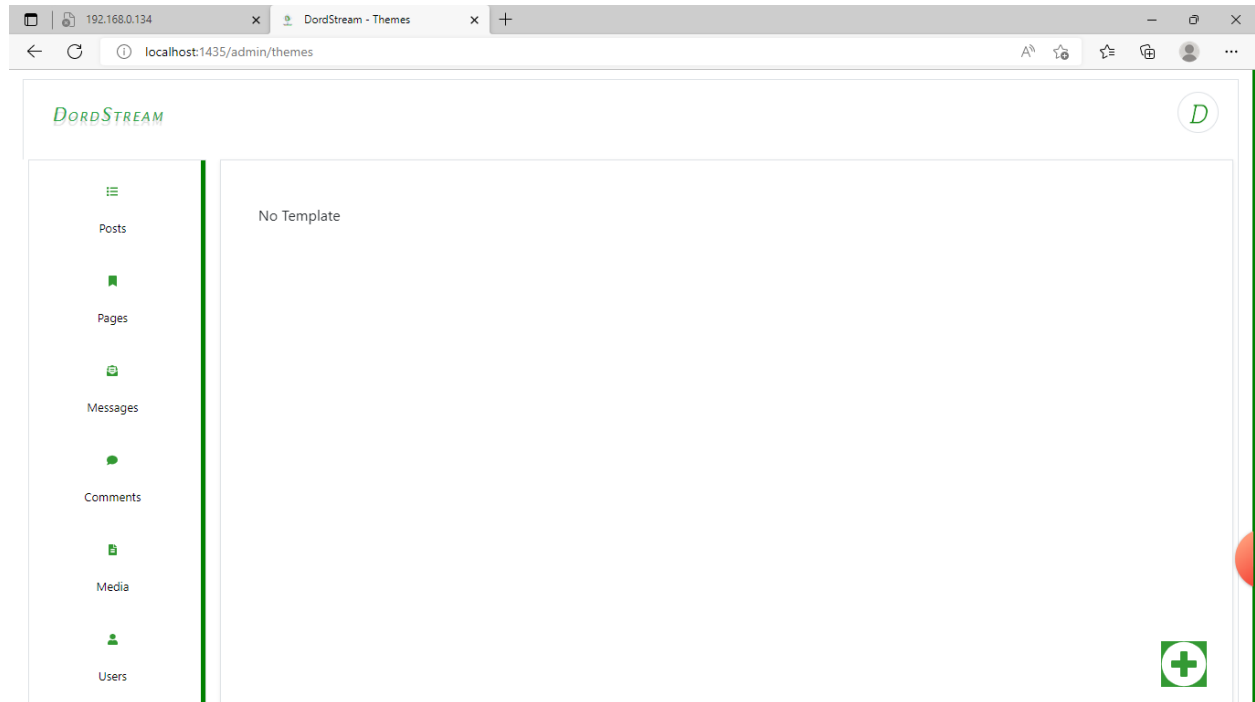 192.168.0.134
DordStream - Themes
localhost:1435/admin/themes
DORDSTREAM
D
Posts
No Template
Pages
Messages
Comments
Media
Users